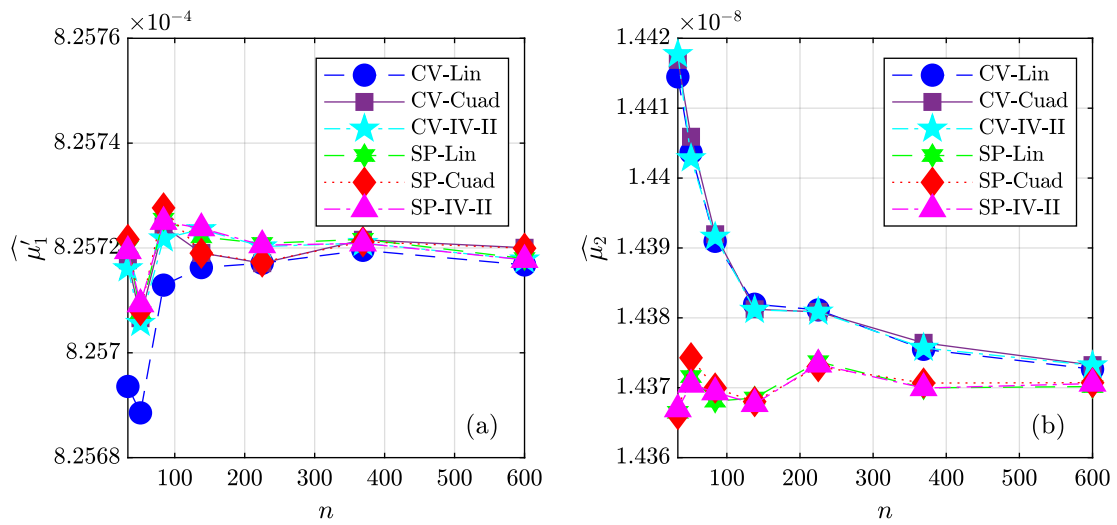 ×10⁻⁴
8.2576
8.2574
8.2572
8.257
8.2568
100
200
300
400
500
600
n
μ̂′₁
CV-Lin
CV-Cuad
CV-IV-II
SP-Lin
SP-Cuad
SP-IV-II
(a)
×10⁻⁸
1.442
1.441
1.44
1.439
1.438
1.437
1.436
100
200
300
400
500
600
n
μ̂₂
CV-Lin
CV-Cuad
CV-IV-II
SP-Lin
SP-Cuad
SP-IV-II
(b)